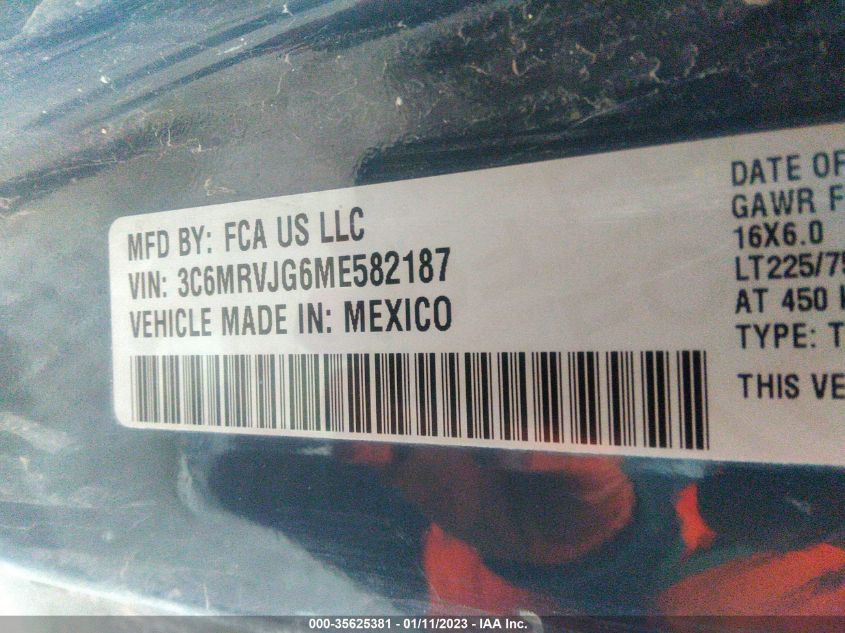 MFD BY: FCA US LLC
VIN: 3C6MRVJG6ME582187
VEHICLE MADE IN: MEXICO
DATE OF
GAWR F
16X6.0
LT225/75
AT 450 K
TYPE: T
THIS VE
000-35625381 - 01/11/2023 - IAA Inc.